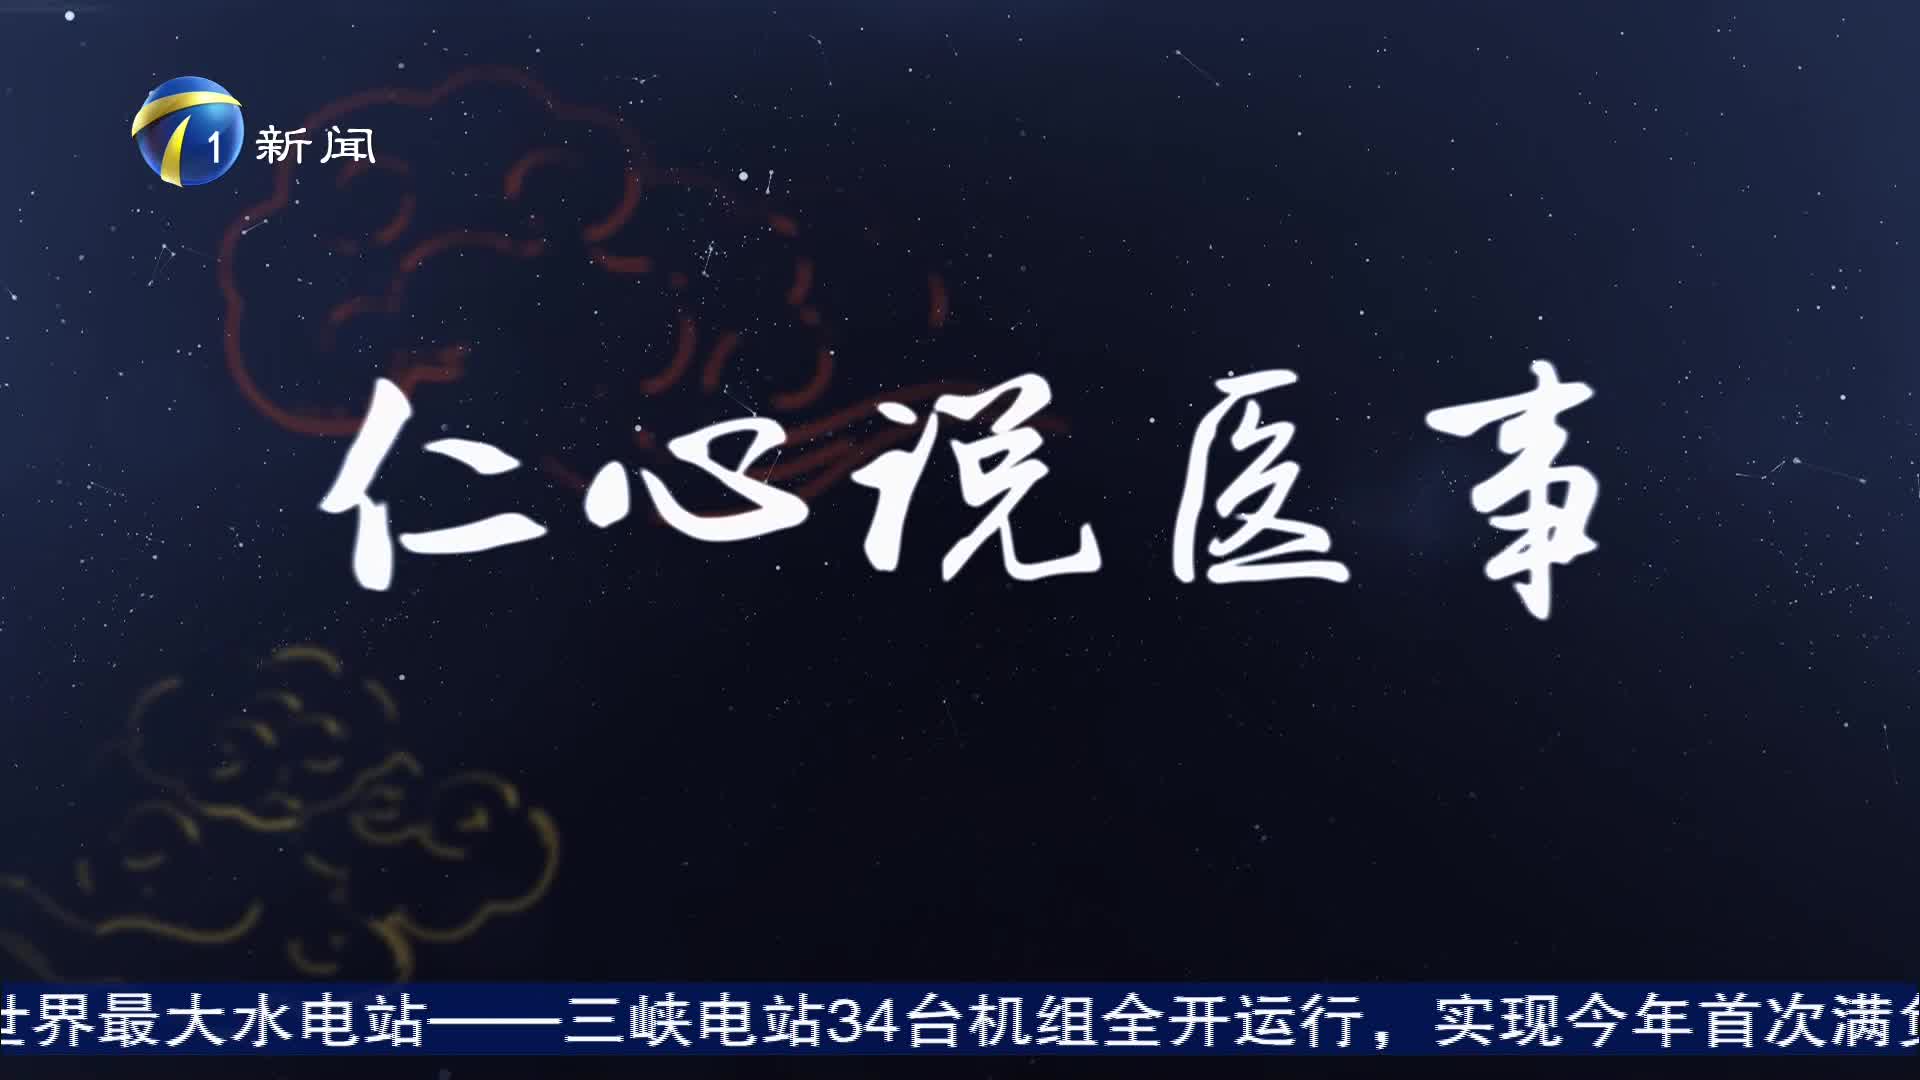 1 新闻
仁心说医事
世界最大水电站——三峡电站34台机组全开运行，实现今年首次满